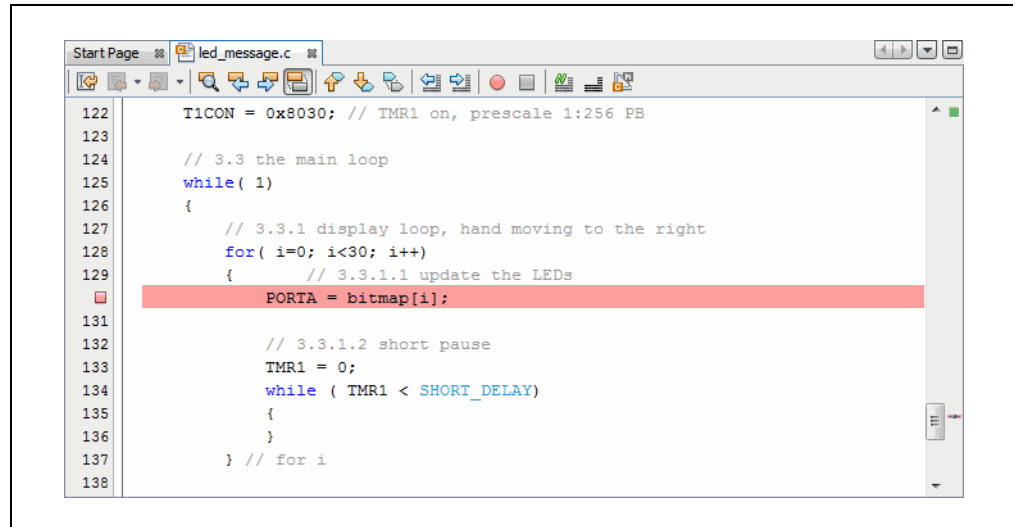 Start Page led_message.c
122 T1CON = 0x8030; // TMR1 on, prescale 1:256 PB
123
124 // 3.3 the main loop
125 while( 1)
126 {
127 // 3.3.1 display loop, hand moving to the right
128 for( i=0; i<30; i++)
129 { // 3.3.1.1 update the LEDs
PORTA = bitmap[i];
131
132 // 3.3.1.2 short pause
133 TMR1 = 0;
134 while ( TMR1 < SHORT_DELAY)
135 {
136 }
137 } // for i
138